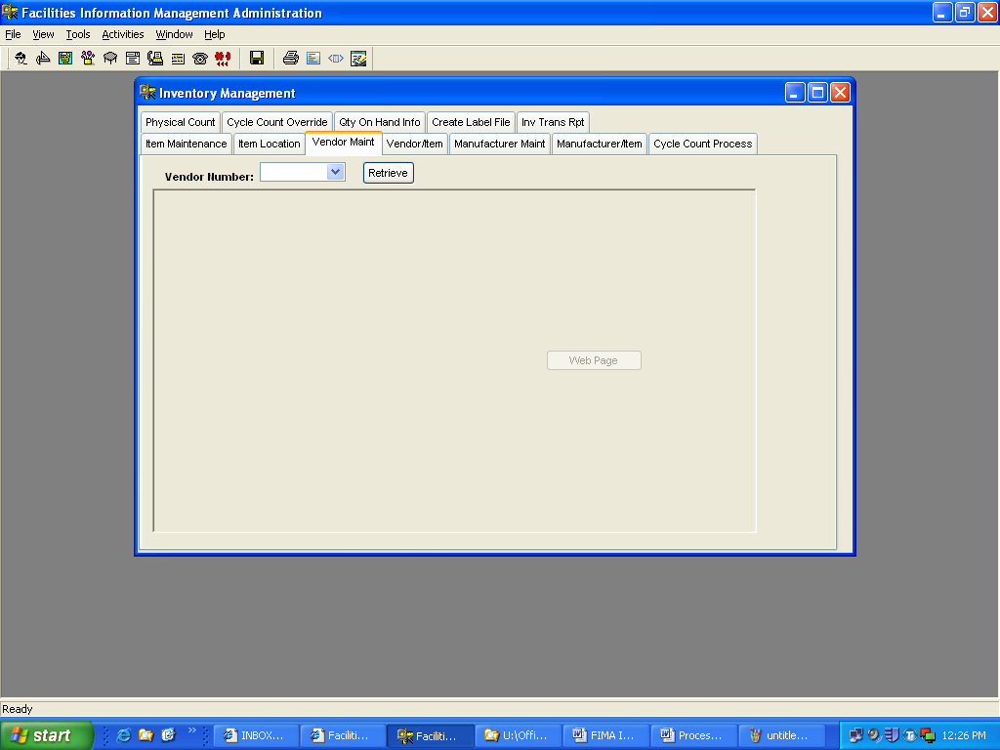 Facilities Information Management Administration
File View Tools Activities Window Help
Inventory Management
Physical Count Cycle Count Override Qty On Hand Info Create Label File Inv Trans Rpt
Item Maintenance Item Location Vendor Maint Vendor/Item Manufacturer Maint Manufacturer/Item Cycle Count Process
Vendor Number: Retrieve
Web Page
Ready
start INBOX... Faciliti... Faciliti... U:\Offi... FIMA I... Proces... untitle... 12:26 PM